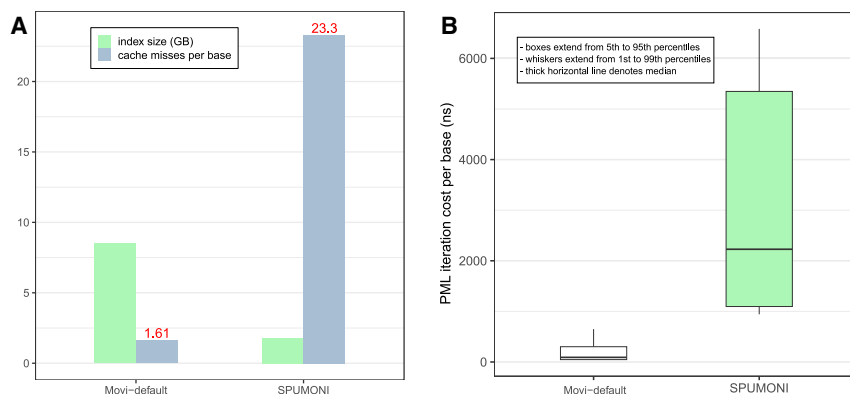 A
index size (GB)
cache misses per base
23.3
1.61
20
15
10
5
0
Movi-default
SPUMONI
B
- boxes extend from 5th to 95th percentiles
- whiskers extend from 1st to 99th percentiles
- thick horizontal line denotes median
PML iteration cost per base (ns)
6000
4000
2000
0
Movi-default
SPUMONI